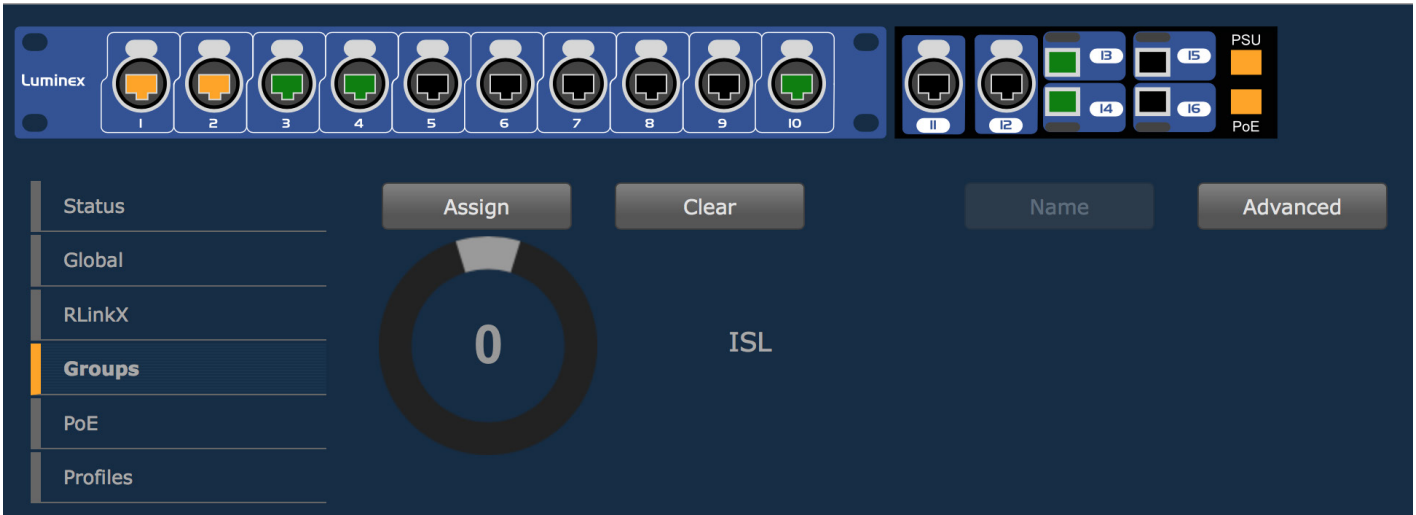 PSU
Luminex
1 2 3 4 5 6 7 8 9 10 11 12 13 14 15 16
PoE
Status
Global
RLinkX
Groups
PoE
Profiles
Assign Clear Name Advanced
0 ISL